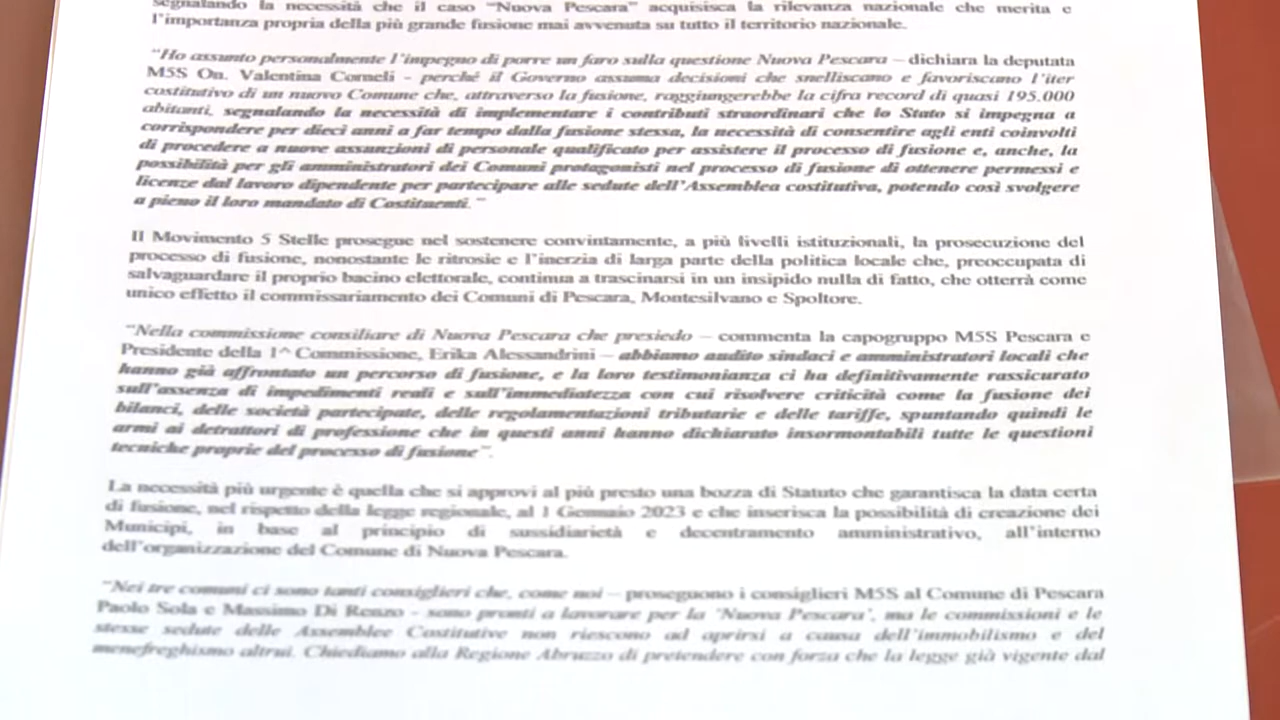 segnalando la necessità che il caso "Nuova Pescara" acquisisca la rilevanza nazionale che merita e
l'importanza propria della più grande fusione mai avvenuta su tutto il territorio nazionale.
"Ho assunto personalmente l'impegno di porre un faro sulla questione Nuova Pescara – dichiara la deputata
M5S On. Valentina Corneli - perché il Governo assuma decisioni che snelliscano e favoriscano l'iter
costitutivo di un nuovo Comune che, attraverso la fusione, raggiungerebbe la cifra record di quasi 195.000
abitanti, segnalando la necessità di implementare i contributi straordinari che lo Stato si impegna a
corrispondere per dieci anni a far tempo dalla fusione stessa, la necessità di consentire agli enti coinvolti
di procedere a nuove assunzioni di personale qualificato per assistere il processo di fusione e, anche, la
possibilità per gli amministratori dei Comuni protagonisti nel processo di fusione di ottenere permessi e
licenze dal lavoro dipendente per partecipare alle sedute dell'Assemblea costitutiva, potendo così svolgere
a pieno il loro mandato di Costituenti."
Il Movimento 5 Stelle prosegue nel sostenere convintamente, a più livelli istituzionali, la prosecuzione del
processo di fusione, nonostante le ritrosie e l'inerzia di larga parte della politica locale che, preoccupata di
salvaguardare il proprio bacino elettorale, continua a trascinarsi in un insipido nulla di fatto, che otterrà come
unico effetto il commissariamento dei Comuni di Pescara, Montesilvano e Spoltore.
"Nella commissione consiliare di Nuova Pescara che presiedo – commenta la capogruppo M5S Pescara e
Presidente della 1^ Commissione, Erika Alessandrini – abbiamo audito sindaci e amministratori locali che
hanno già affrontato un percorso di fusione, e la loro testimonianza ci ha definitivamente rassicurato
sull'assenza di impedimenti reali e sull'immediatezza con cui risolvere criticità come la fusione dei
bilanci, delle società partecipate, delle regolamentazioni tributarie e delle tariffe, spuntando quindi le
armi ai detrattori di professione che in questi anni hanno dichiarato insormontabili tutte le questioni
tecniche proprie del processo di fusione".
La necessità più urgente è quella che si approvi al più presto una bozza di Statuto che garantisca la data certa
di fusione, nel rispetto della legge regionale, al 1 Gennaio 2023 e che inserisca la possibilità di creazione dei
Municipi, in base al principio di sussidiarietà e decentramento amministrativo, all'interno
dell'organizzazione del Comune di Nuova Pescara.
"Nei tre comuni ci sono tanti consiglieri che, come noi – proseguono i consiglieri M5S al Comune di Pescara
Paolo Sola e Massimo Di Renzo - sono pronti a lavorare per la 'Nuova Pescara', ma le commissioni e le
stesse sedute delle Assemblee Costitutive non riescono ad aprirsi a causa dell'immobilismo e del
menefreghismo altrui. Chiediamo alla Regione Abruzzo di pretendere con forza che la legge già vigente dal